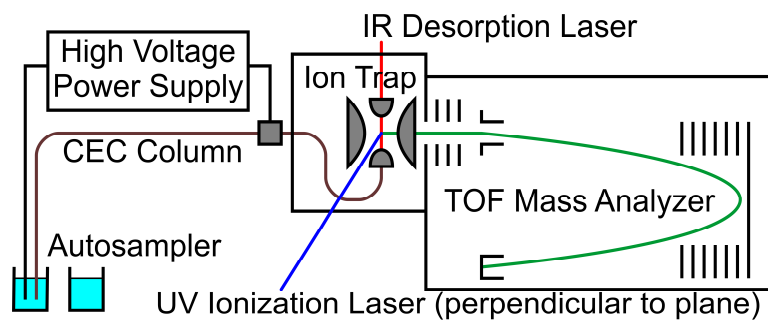 IR Desorption Laser
High Voltage
Power Supply
Ion Trap
CEC Column
TOF Mass Analyzer
Autosampler
UV Ionization Laser (perpendicular to plane)